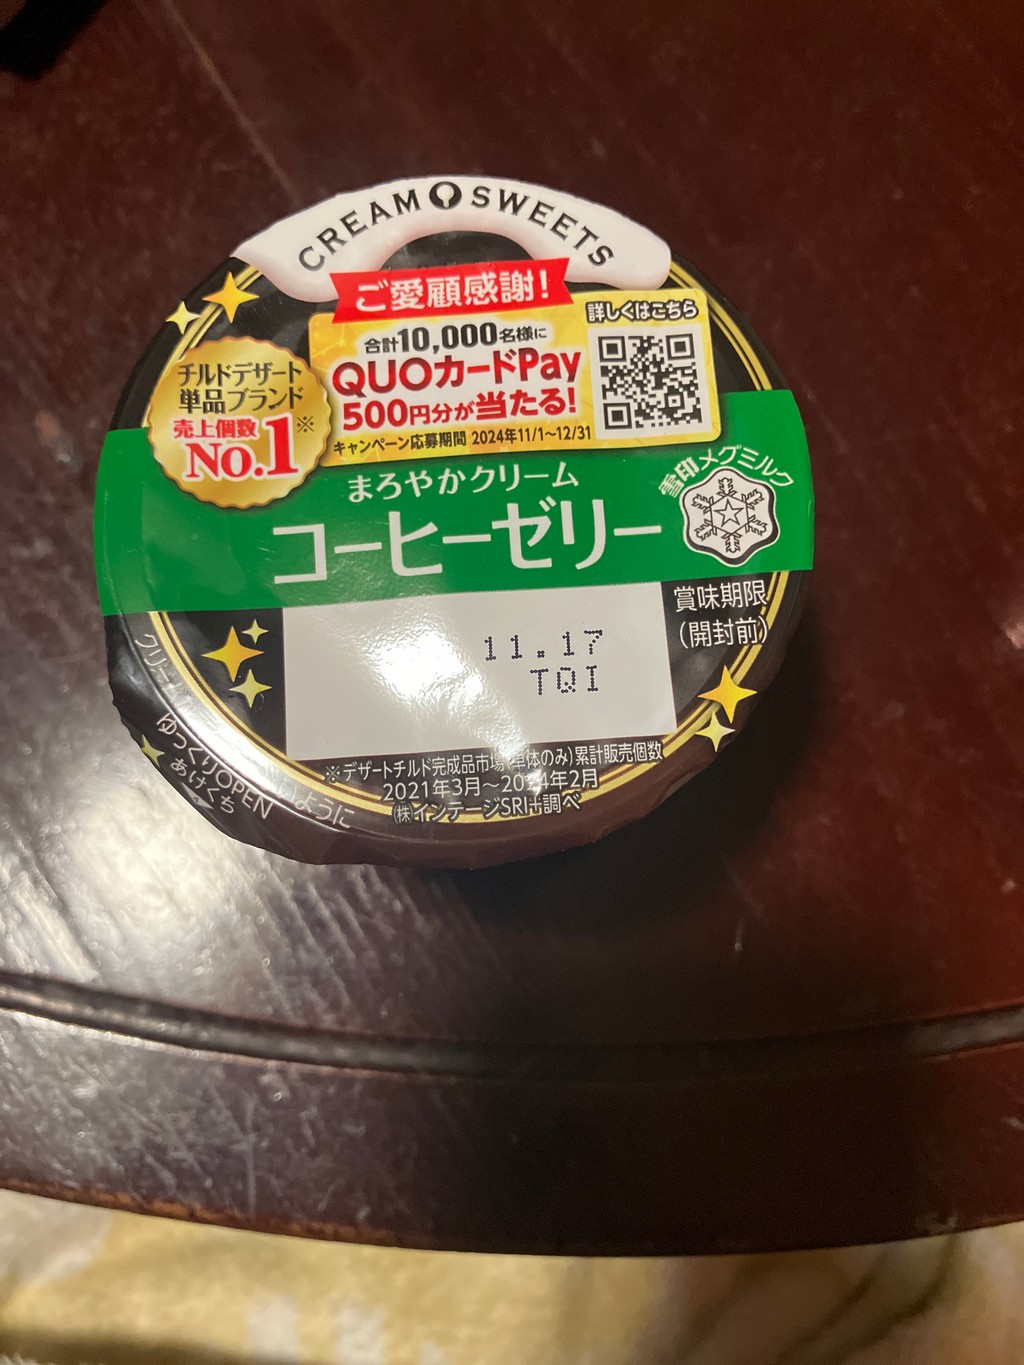 CREAM SWEETS
ご愛顧感謝!
合計10,000名様に
QUOカードPay
500円分が当たる!
キャンペーン応募期間 2024年11/1～12/31
詳しくはこちら
チルドデザート
単品ブランド
売上個数※
No.1
まろやかクリーム
コーヒーゼリー
雪印メグミルク
賞味期限
(開封前)
11.17
TQI
※デザートチルド完成品市場(単体のみ)累計販売個数
2021年3月～2024年2月
㈱インテージSRI+調べ
ゆっくりOPEN
あけくち